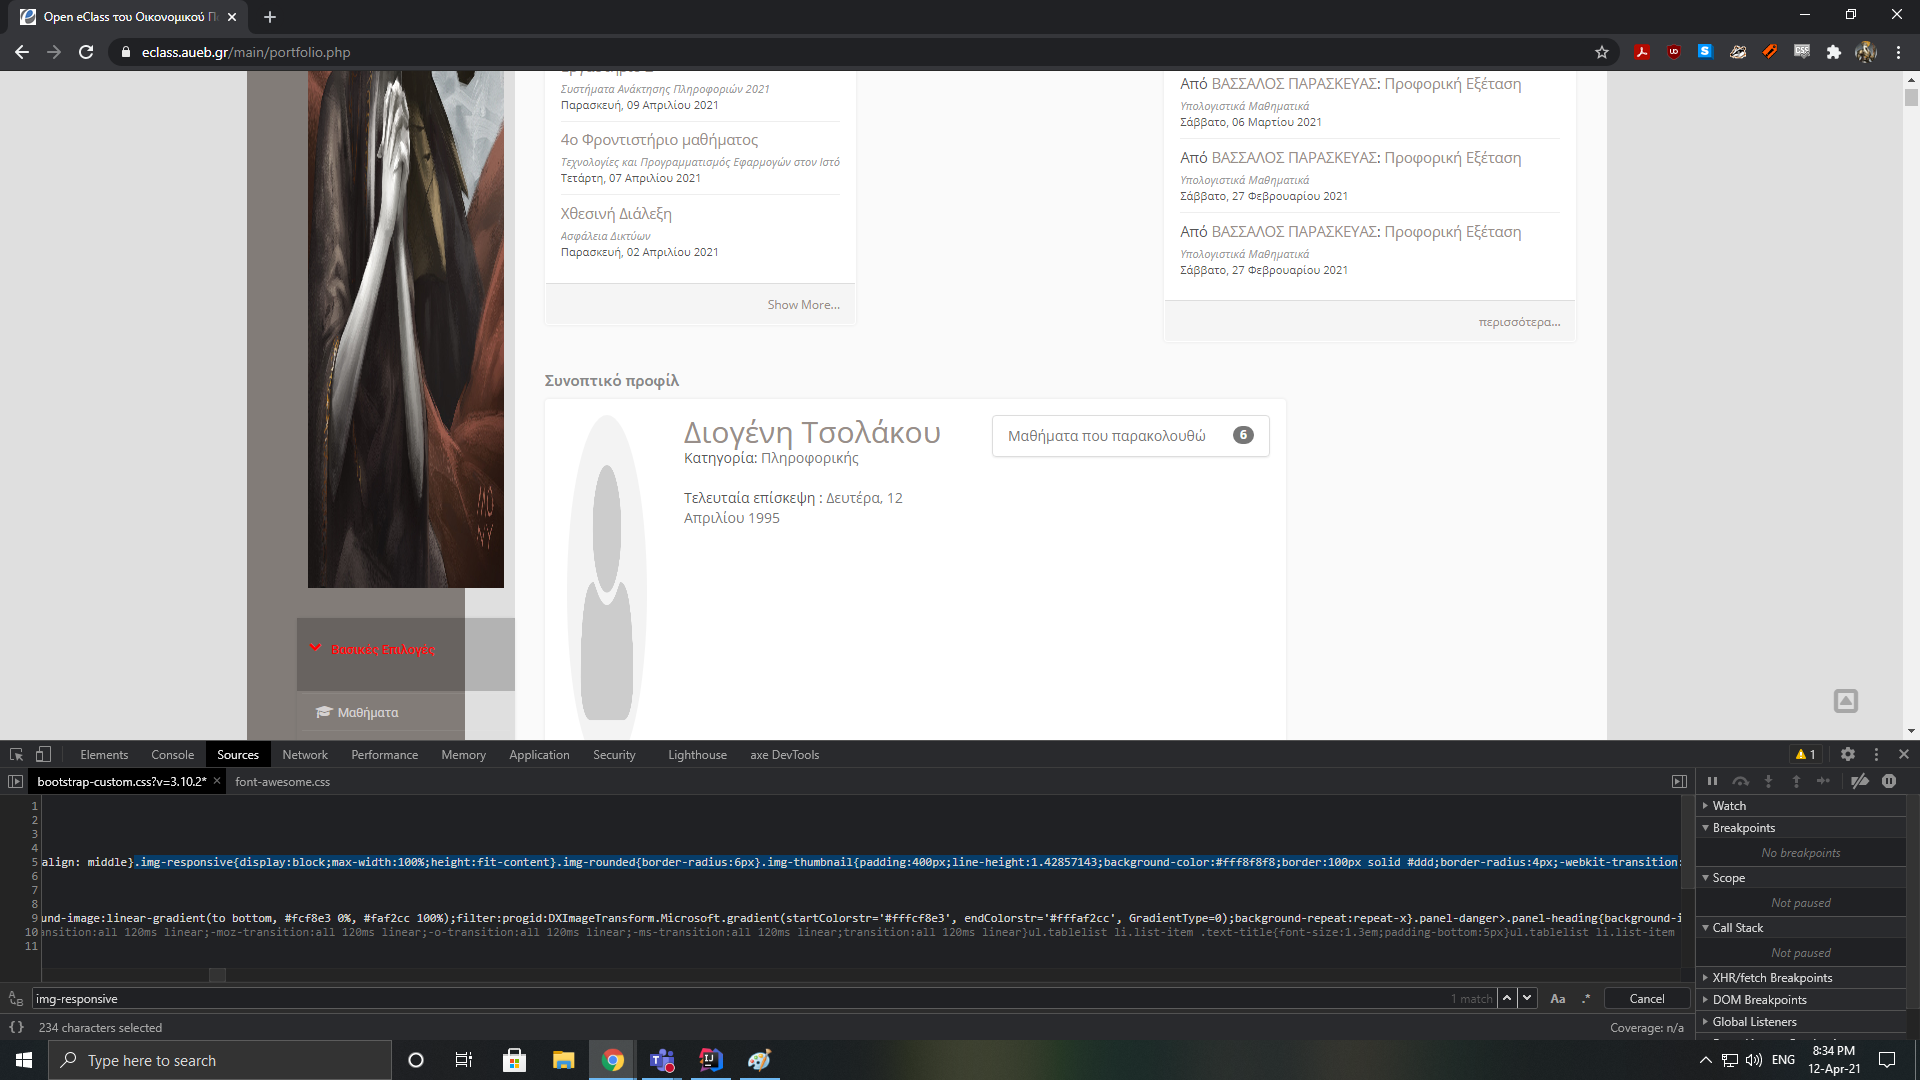 Open eClass του Οικονομικού Π
eclass.aueb.gr/main/portfolio.php
Συστήματα Ανάκτησης Πληροφοριών 2021
Παρασκευή, 09 Απριλίου 2021
4ο Φροντιστήριο μαθήματος
Τεχνολογίες και Προγραμματισμός Εφαρμογών στον Ιστό
Τετάρτη, 07 Απριλίου 2021
Χθεσινή Διάλεξη
Ασφάλεια Δικτύων
Παρασκευή, 02 Απριλίου 2021
Show More...
Από ΒΑΣΣΑΛΟΣ ΠΑΡΑΣΚΕΥΑΣ: Προφορική Εξέταση
Υπολογιστικά Μαθηματικά
Σάββατο, 06 Μαρτίου 2021
Από ΒΑΣΣΑΛΟΣ ΠΑΡΑΣΚΕΥΑΣ: Προφορική Εξέταση
Υπολογιστικά Μαθηματικά
Σάββατο, 27 Φεβρουαρίου 2021
Από ΒΑΣΣΑΛΟΣ ΠΑΡΑΣΚΕΥΑΣ: Προφορική Εξέταση
Υπολογιστικά Μαθηματικά
Σάββατο, 27 Φεβρουαρίου 2021
περισσότερα...
Συνοπτικό προφίλ
Διογένη Τσολάκου
Κατηγορία: Πληροφορικής
Τελευταία επίσκεψη : Δευτέρα, 12
Απριλίου 1995
Μαθήματα που παρακολουθώ 6
Βασικές Επιλογές
Μαθήματα
Elements Console Sources Network Performance Memory Application Security Lighthouse axe DevTools 1
bootstrap-custom.css?v=3.10.2* font-awesome.css
1
2
3
4
5 align: middle}.img-responsive{display:block;max-width:100%;height:fit-content}.img-rounded{border-radius:6px}.img-thumbnail{padding:400px;line-height:1.42857143;background-color:#fff8f8f8;border:100px solid #ddd;border-radius:4px;-webkit-transition:
6
7
8
9 und-image:linear-gradient(to bottom, #fcf8e3 0%, #faf2cc 100%);filter:progid:DXImageTransform.Microsoft.gradient(startColorstr='#fffcf8e3', endColorstr='#fffaf2cc', GradientType=0);background-repeat:repeat-x}.panel-danger>.panel-heading{background-i
10 ansition:all 120ms linear;-moz-transition:all 120ms linear;-o-transition:all 120ms linear;-ms-transition:all 120ms linear;transition:all 120ms linear}ul.tablelist li.list-item .text-title{font-size:1.3em;padding-bottom:5px}ul.tablelist li.list-item
11
img-responsive 1 match Aa .* Cancel
{} 234 characters selected Coverage: n/a
Watch
Breakpoints
No breakpoints
Scope
Not paused
Call Stack
Not paused
XHR/fetch Breakpoints
DOM Breakpoints
Global Listeners
Type here to search
ENG
8:34 PM
12-Apr-21